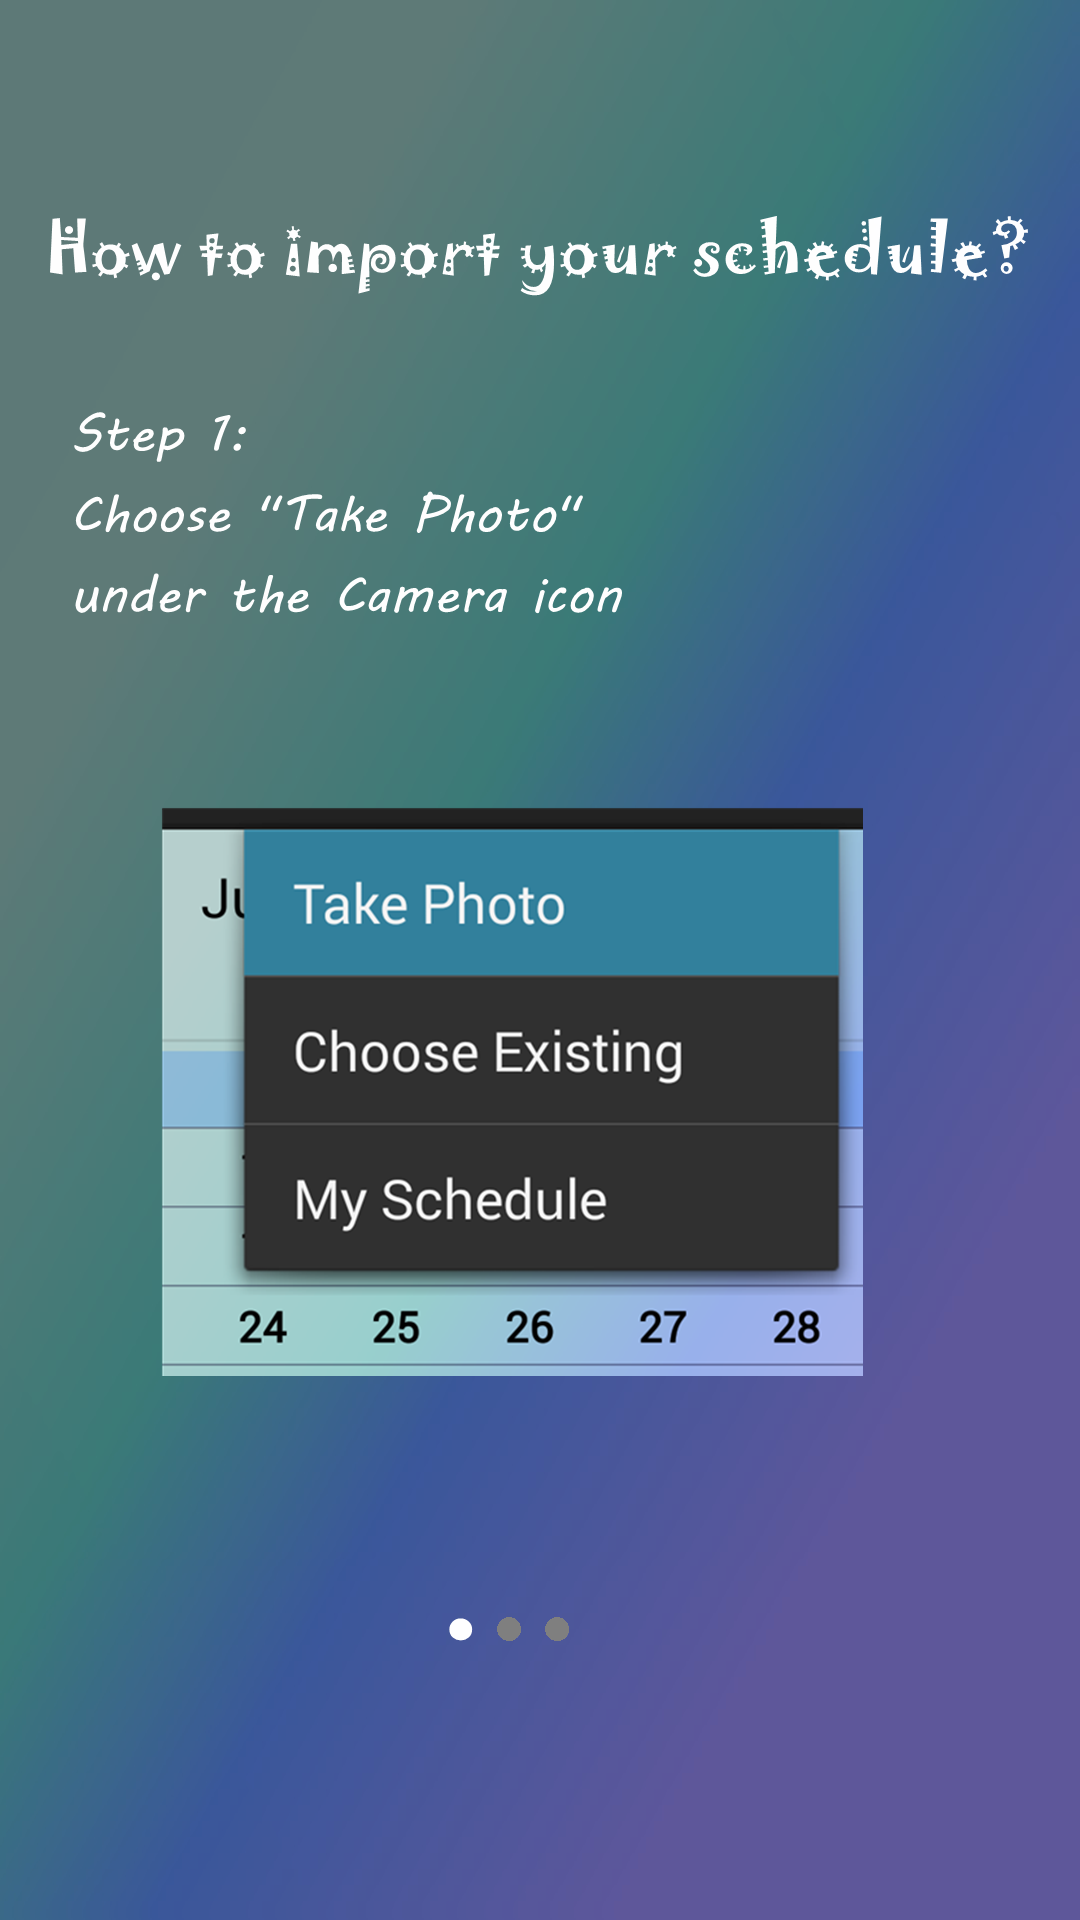 How to import your schedule?
Step 1:
Choose "Take Photo"
under the Camera icon
Ju
Take Photo
Choose Existing
My Schedule
24 25 26 27 28